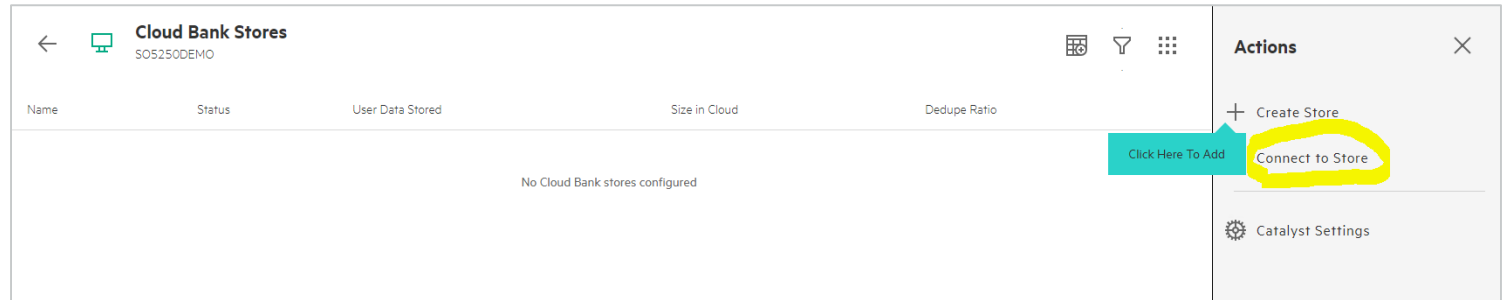 Cloud Bank Stores
SO5250DEMO
Actions
Name Status User Data Stored Size in Cloud Dedupe Ratio
Create Store
Click Here To Add
Connect to Store
No Cloud Bank stores configured
Catalyst Settings